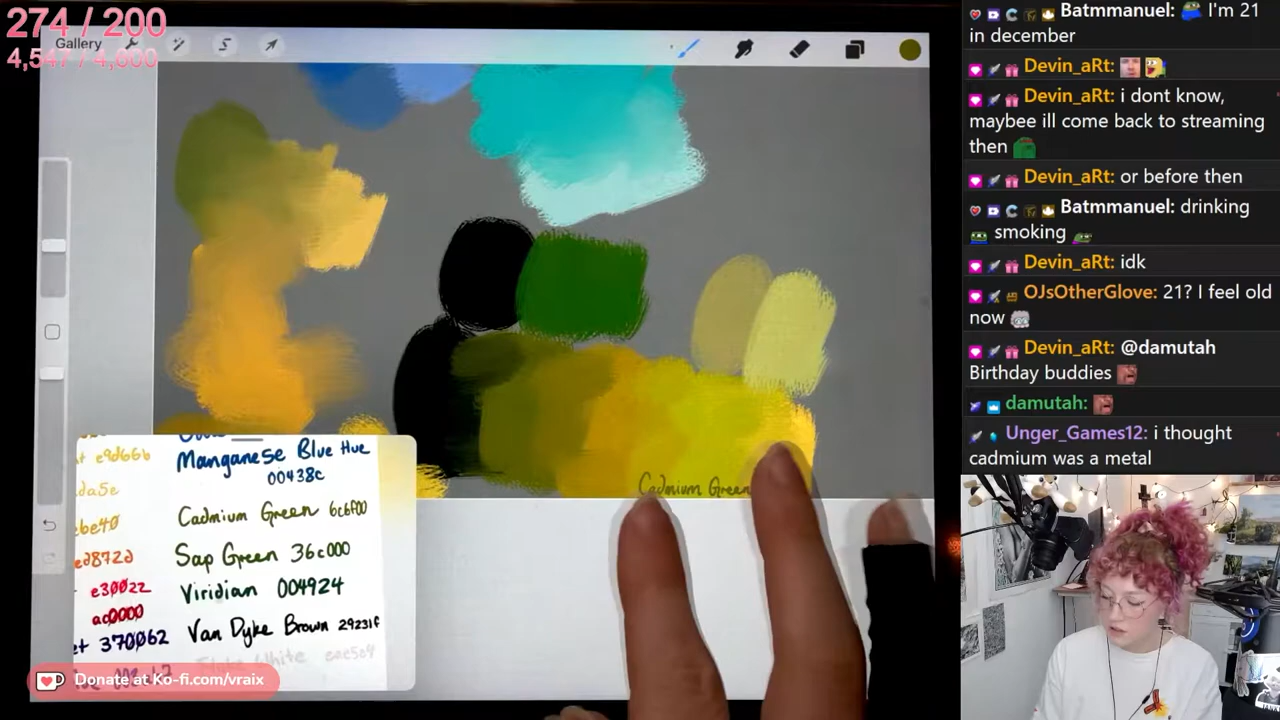 274 / 200
4,547 / 4,000
Gallery
Manganese Blue Hue
00438c
e9d66b
Cadmium Green 6c6f00
da5e
be40
Sap Green 36c000
ed872d
Viridian 004924
e30022
ac0000
Van Dyke Brown 29231f
et 370062
White eae5e4
Cadmium Green
Donate at Ko-fi.com/vraix
Batmmanuel: I'm 21
in december
Devin_aRt:
Devin_aRt: i dont know,
maybee ill come back to streaming
then
Devin_aRt: or before then
Batmmanuel: drinking
smoking
Devin_aRt: idk
OJsOtherGlove: 21? I feel old
now
Devin_aRt: @damutah
Birthday buddies
damutah:
Unger_Games12: i thought
cadmium was a metal